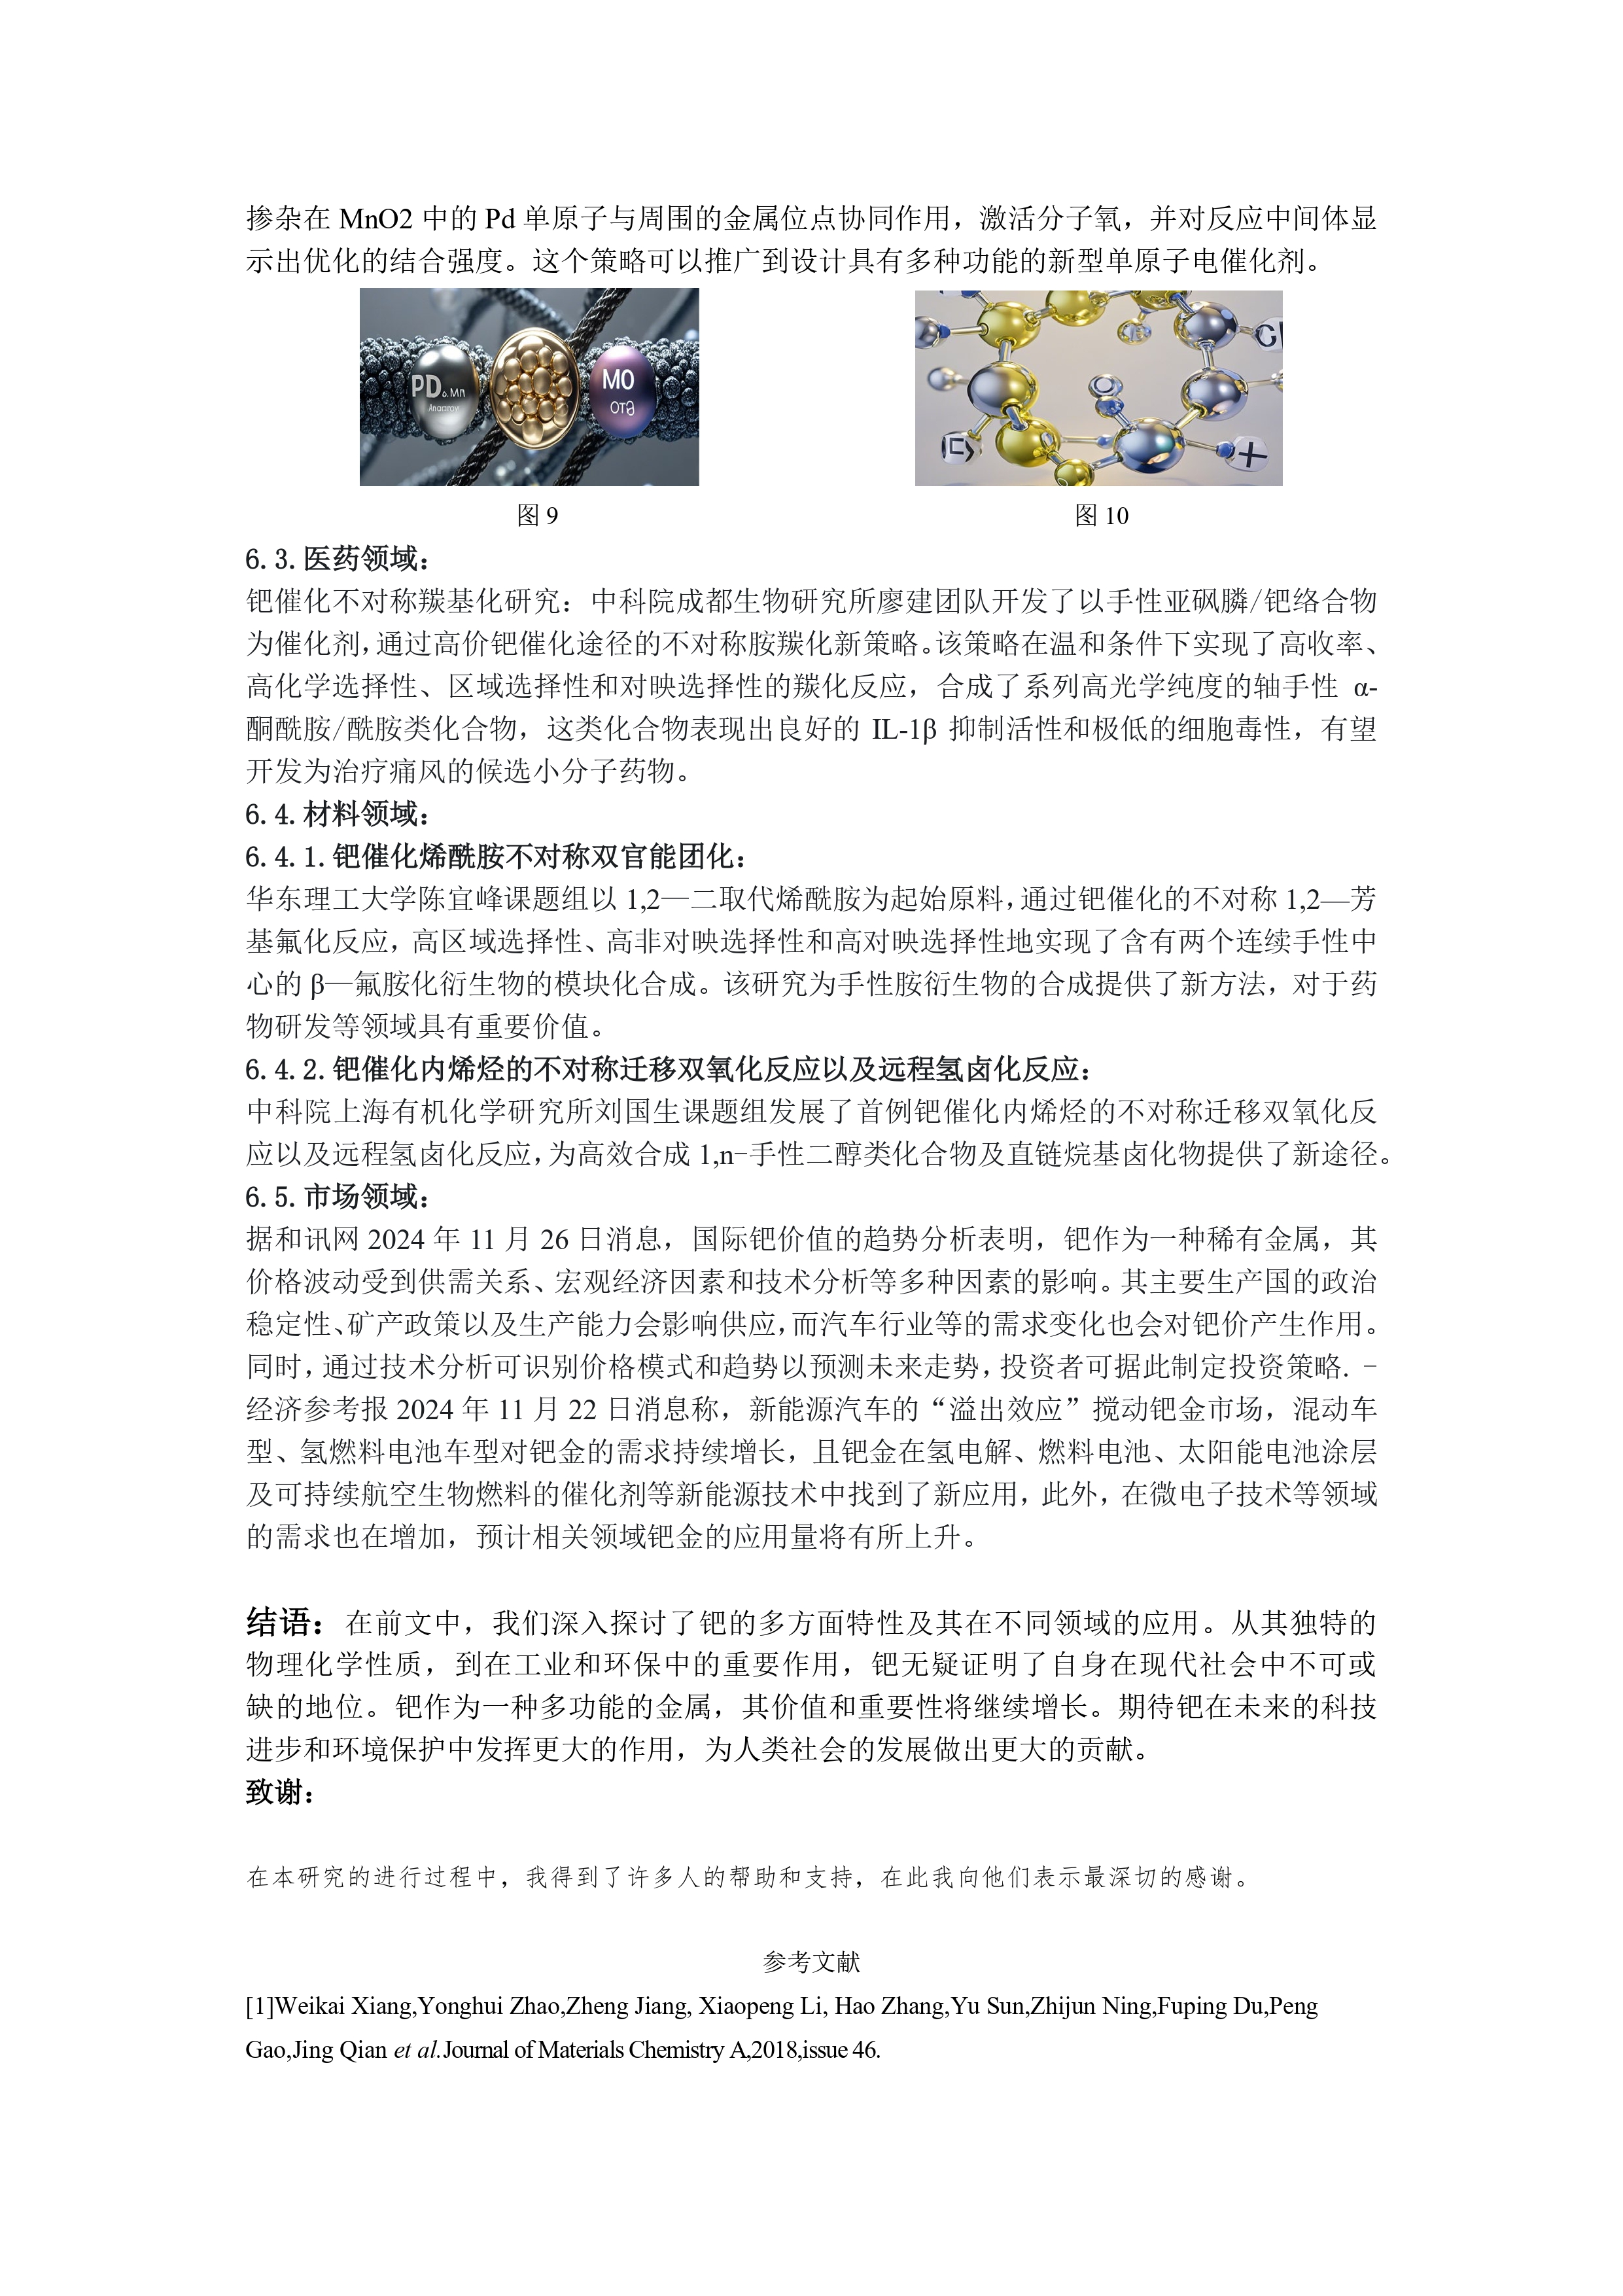 掺杂在 MnO2 中的 Pd 单原子与周围的金属位点协同作用，激活分子氧，并对反应中间体显
示出优化的结合强度。这个策略可以推广到设计具有多种功能的新型单原子电催化剂。
PD
MO
图 9
图 10
6.3.医药领域：
钯催化不对称羰基化研究：中科院成都生物研究所廖建团队开发了以手性亚砜膦/钯络合物
为催化剂，通过高价钯催化途径的不对称胺羰化新策略。该策略在温和条件下实现了高收率、
高化学选择性、区域选择性和对映选择性的羰化反应，合成了系列高光学纯度的轴手性 α-
酮酰胺/酰胺类化合物，这类化合物表现出良好的 IL-1β 抑制活性和极低的细胞毒性，有望
开发为治疗痛风的候选小分子药物。
6.4.材料领域：
6.4.1.钯催化烯酰胺不对称双官能团化：
华东理工大学陈宜峰课题组以 1,2—二取代烯酰胺为起始原料，通过钯催化的不对称 1,2—芳
基氟化反应，高区域选择性、高非对映选择性和高对映选择性地实现了含有两个连续手性中
心的 β—氟胺化衍生物的模块化合成。该研究为手性胺衍生物的合成提供了新方法，对于药
物研发等领域具有重要价值。
6.4.2.钯催化内烯烃的不对称迁移双氧化反应以及远程氢卤化反应：
中科院上海有机化学研究所刘国生课题组发展了首例钯催化内烯烃的不对称迁移双氧化反
应以及远程氢卤化反应，为高效合成 1,n-手性二醇类化合物及直链烷基卤化物提供了新途径。
6.5.市场领域：
据和讯网 2024 年 11 月 26 日消息，国际钯价值的趋势分析表明，钯作为一种稀有金属，其
价格波动受到供需关系、宏观经济因素和技术分析等多种因素的影响。其主要生产国的政治
稳定性、矿产政策以及生产能力会影响供应，而汽车行业等的需求变化也会对钯价产生作用。
同时，通过技术分析可识别价格模式和趋势以预测未来走势，投资者可据此制定投资策略. -
经济参考报 2024 年 11 月 22 日消息称，新能源汽车的“溢出效应”搅动钯金市场，混动车
型、氢燃料电池车型对钯金的需求持续增长，且钯金在氢电解、燃料电池、太阳能电池涂层
及可持续航空生物燃料的催化剂等新能源技术中找到了新应用，此外，在微电子技术等领域
的需求也在增加，预计相关领域钯金的应用量将有所上升。
结语：在前文中，我们深入探讨了钯的多方面特性及其在不同领域的应用。从其独特的
物理化学性质，到在工业和环保中的重要作用，钯无疑证明了自身在现代社会中不可或
缺的地位。钯作为一种多功能的金属，其价值和重要性将继续增长。期待钯在未来的科技
进步和环境保护中发挥更大的作用，为人类社会的发展做出更大的贡献。
致谢：
在本研究的进行过程中，我得到了许多人的帮助和支持，在此我向他们表示最深切的感谢。
参考文献
[1]Weikai Xiang,Yonghui Zhao,Zheng Jiang, Xiaopeng Li, Hao Zhang,Yu Sun,Zhijun Ning,Fuping Du,Peng
Gao,Jing Qian et al.Journal of Materials Chemistry A,2018,issue 46.